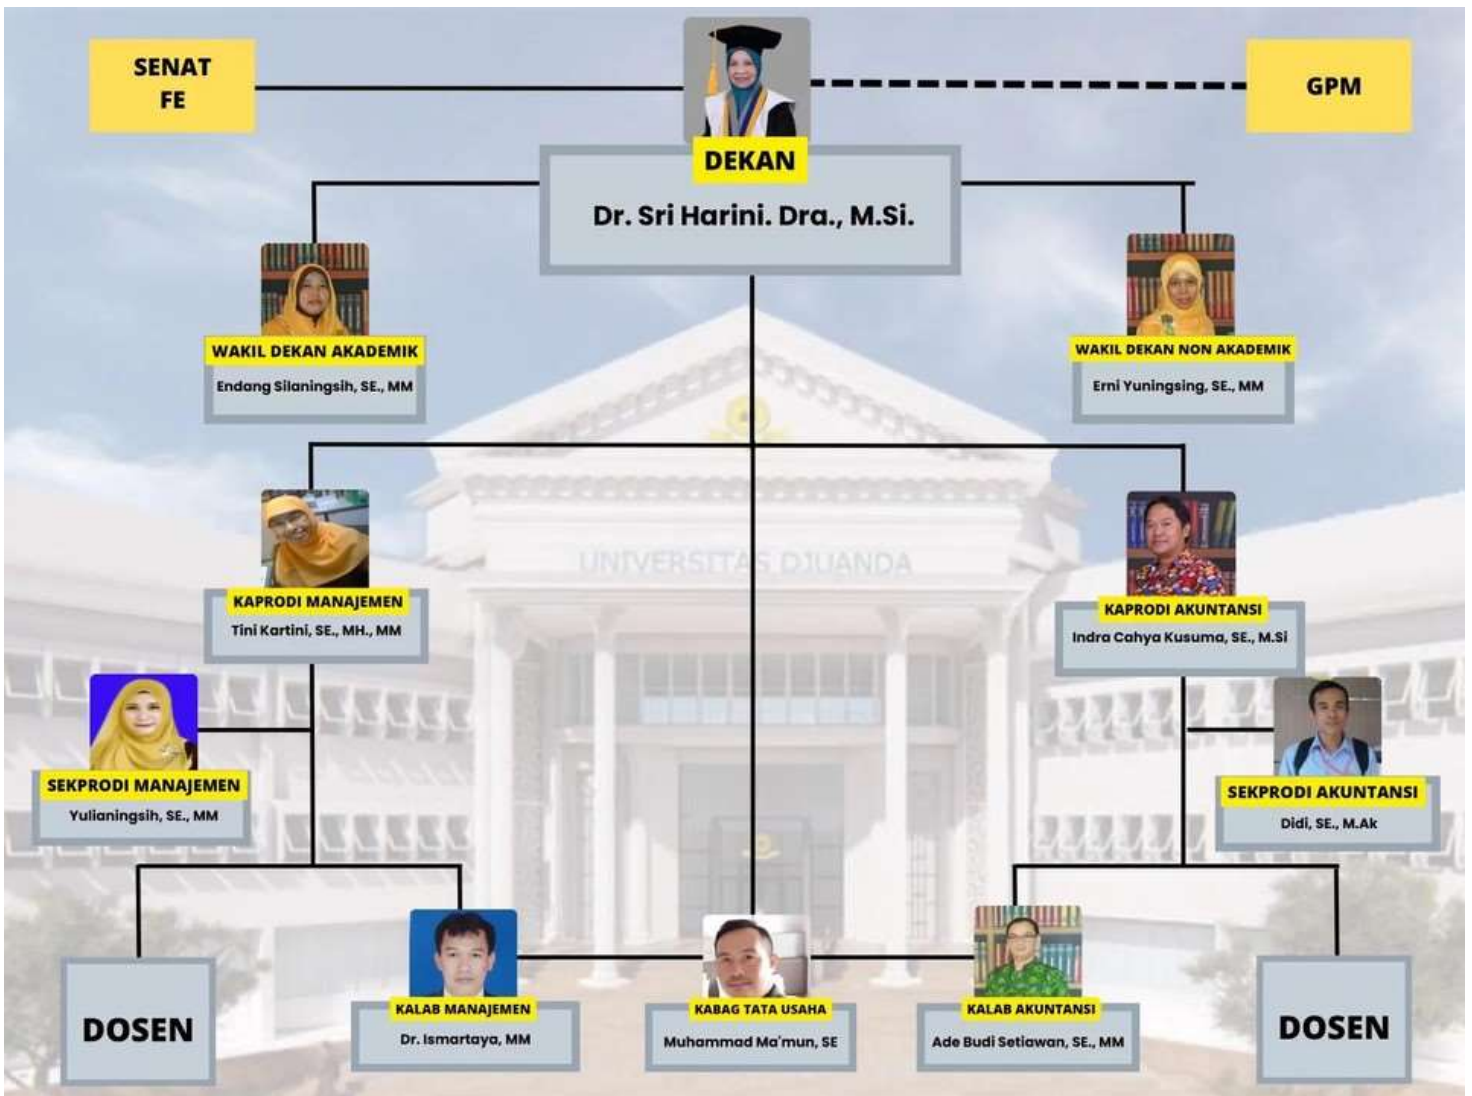 SENAT
FE
GPM
DEKAN
Dr. Sri Harini. Dra., M.Si.
WAKIL DEKAN AKADEMIK
Endang Silaningsih, SE., MM
WAKIL DEKAN NON AKADEMIK
Erni Yuningsing, SE., MM
UNIVERSITAS DJUANDA
KAPRODI MANAJEMEN
Tini Kartini, SE., MH., MM
KAPRODI AKUNTANSI
Indra Cahya Kusuma, SE., M.Si
SEKPRODI MANAJEMEN
Yulianingsih, SE., MM
SEKPRODI AKUNTANSI
Didi, SE., M.Ak
DOSEN
KALAB MANAJEMEN
Dr. Ismartaya, MM
KABAG TATA USAHA
Muhammad Ma'mun, SE
KALAB AKUNTANSI
Ade Budi Setiawan, SE., MM
DOSEN